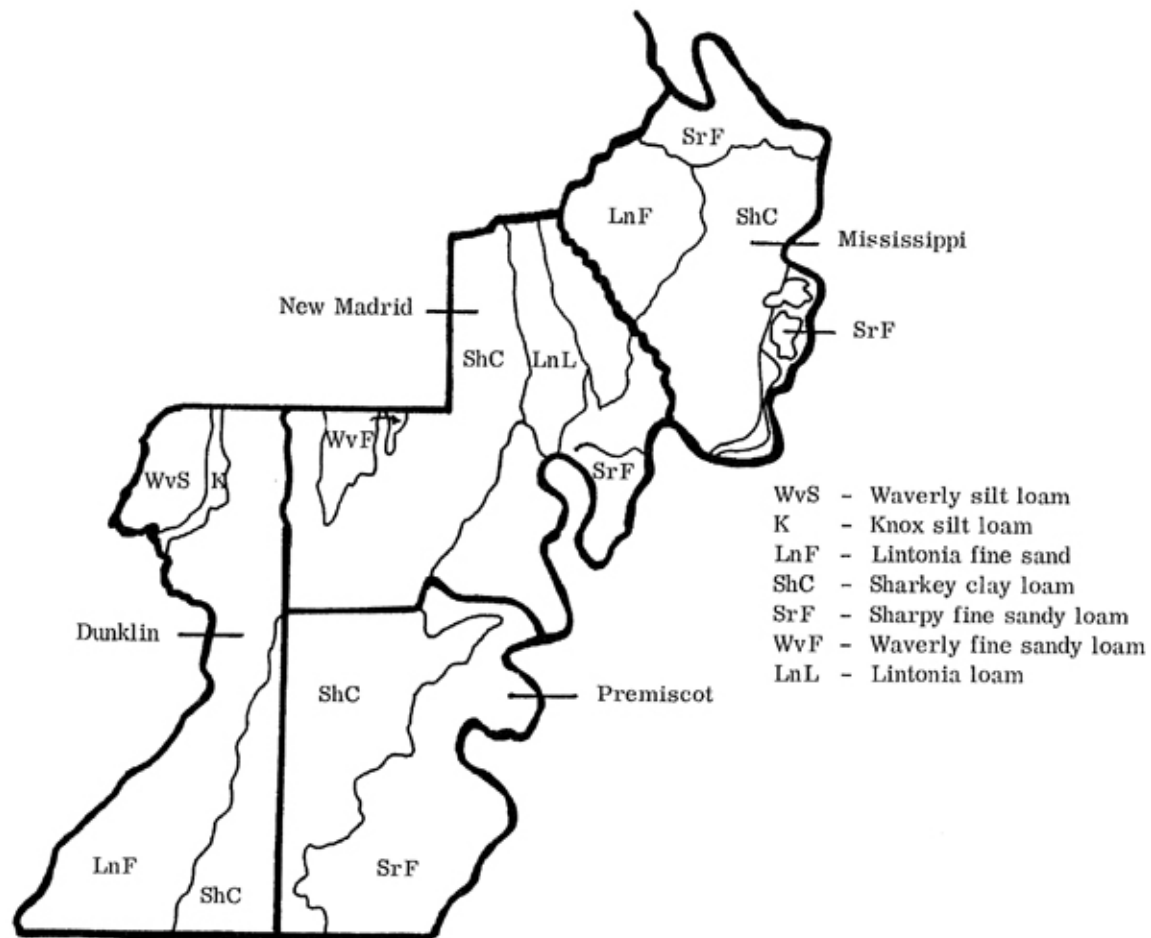 SrF
LnF
ShC
Mississippi
New Madrid
SrF
ShC
LnL
WvF
SrF
WvS
K
WvS - Waverly silt loam
K - Knox silt loam
LnF - Lintonia fine sand
ShC - Sharkey clay loam
SrF - Sharpy fine sandy loam
WvF - Waverly fine sandy loam
LnL - Lintonia loam
Dunklin
ShC
Premiscot
LnF
SrF
ShC